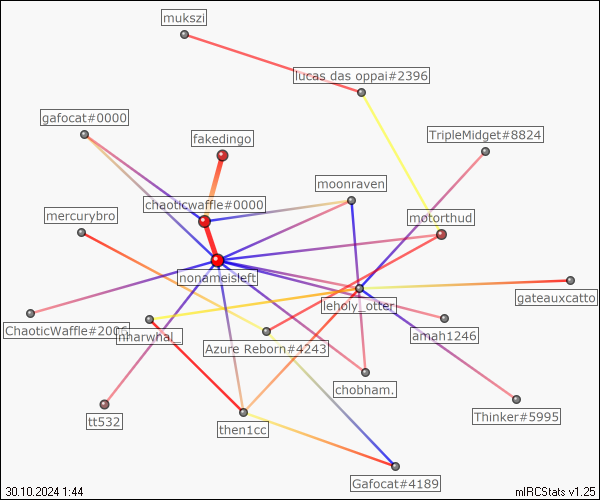 mukszi
lucas das oppai#2396
gafocat#0000
fakedingo
TripleMidget#8824
moonraven
chaoticwaffle#0000
mercurybro
motorthud
nonameisleft
gateauxcatto
leholy_otter
ChaoticWaffle#2006
nharwhal_
amah1246
Azure Reborn#4243
chobham.
tt532
Thinker#5995
then1cc
Gafocat#4189
30.10.2024 1:44
mIRCStats v1.25